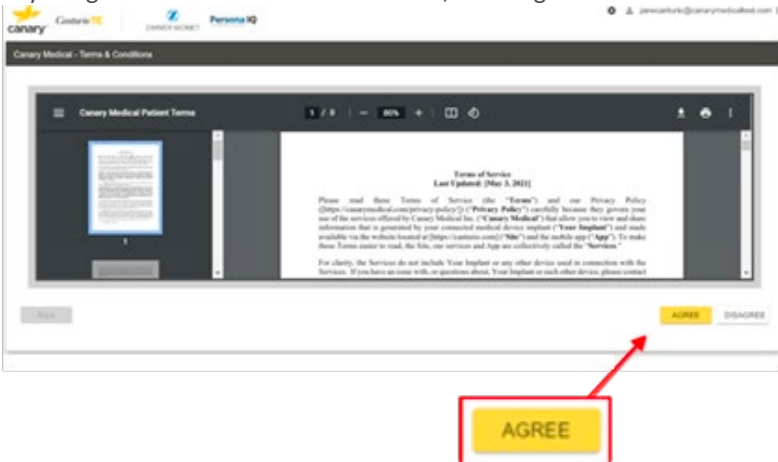 canary
Canturio TE
ZIMMER BIOMET
Persona IQ
Canary Medical - Terms & Conditions
Canary Medical Patient Terms
1 / 8
80%
1
Terms of Service
Last Updated: [May 3, 2021]
Please read these Terms of Service (the "Terms") and our Privacy Policy
([https://canarymedical.com/privacy-policy/]) ("Privacy Policy") carefully because they govern your
use of the services offered by Canary Medical Inc. ("Canary Medical") that allow you to view and share
information that is generated by your connected medical device implant ("Your Implant") and made
available via the website located at [https://canturio.com] ("Site") and the mobile app ("App"). To make
these Terms easier to read, the Site, our services and App are collectively called the "Services."
For clarity, the Services do not include Your Implant or any other device used in connection with the
Services. If you have an issue with, or questions about, Your Implant or such other device, please contact
AGREE
DISAGREE
AGREE